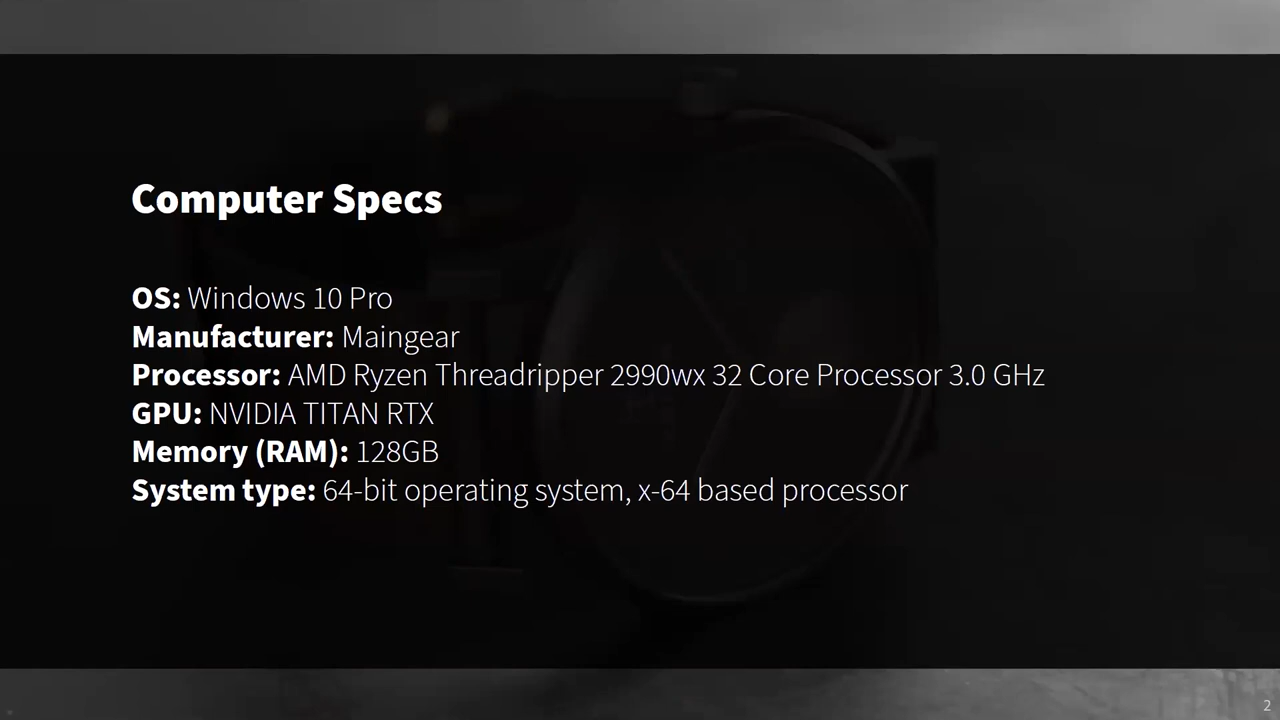 Computer Specs
OS: Windows 10 Pro
Manufacturer: Maingear
Processor: AMD Ryzen Threadripper 2990wx 32 Core Processor 3.0 GHz
GPU: NVIDIA TITAN RTX
Memory (RAM): 128GB
System type: 64-bit operating system, x-64 based processor
2